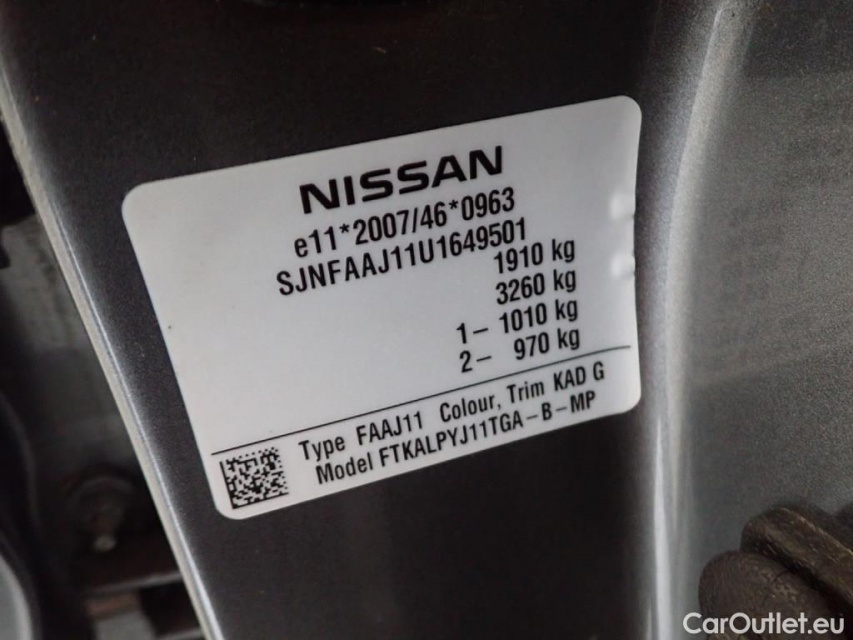 NISSAN
e11*2007/46*0963
SJNFAAJ11U1649501
1910 kg
3260 kg
1- 1010 kg
2- 970 kg
Type FAAJ11 Colour, Trim KAD G
Model FTKALPYJ11TGA-B-MP
CarOutlet.eu